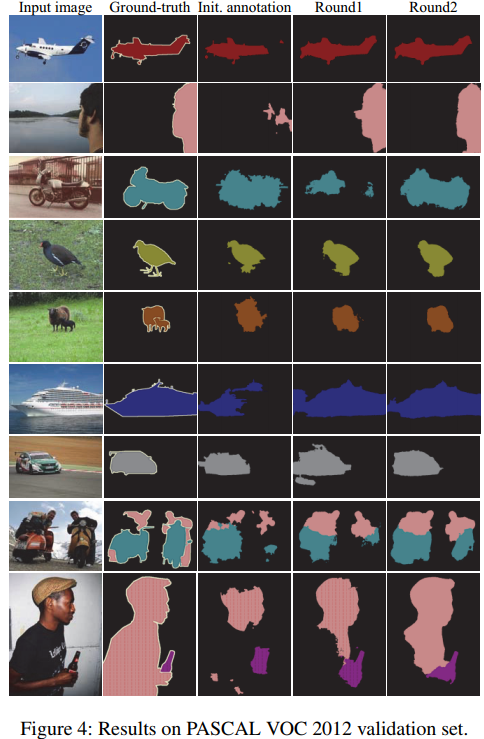 Input image Ground-truth Init. annotation Round1 Round2
Figure 4: Results on PASCAL VOC 2012 validation set.